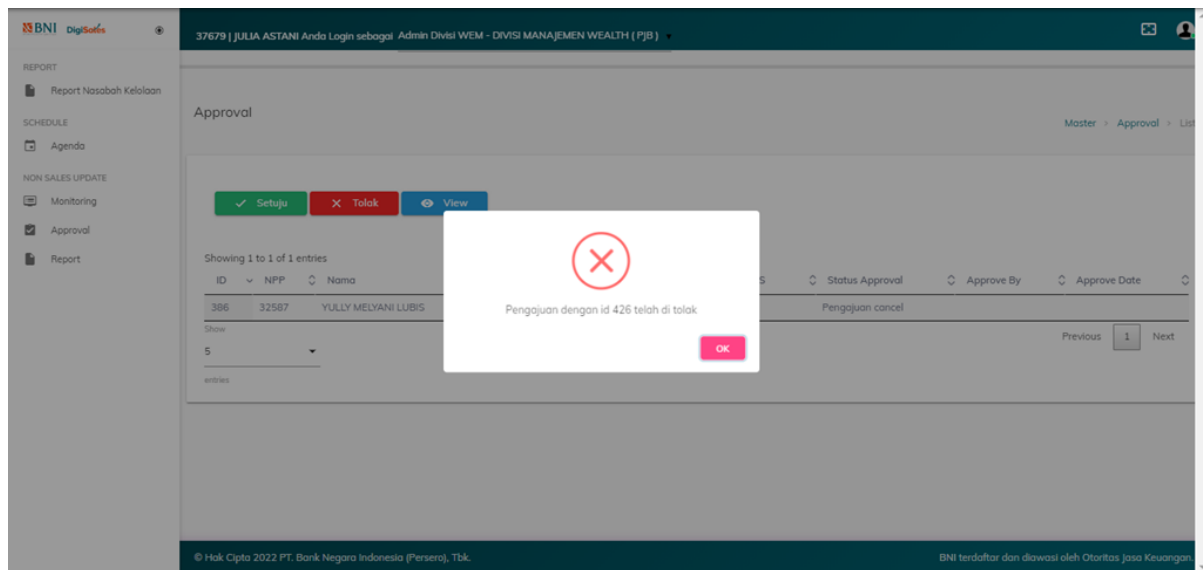 BNI DigiSales
37679 | JULIA ASTANI Anda Login sebagai Admin Divisi WEM - DIVISI MANAJEMEN WEALTH ( PJB )
REPORT
Report Nasabah Kelolaan
SCHEDULE
Agenda
NON SALES UPDATE
Monitoring
Approval
Report
Approval
Master > Approval > List
Setuju
Tolak
View
Showing 1 to 1 of 1 entries
ID NPP Nama S Status Approval Approve By Approve Date
386 32587 YULLY MELYANI LUBIS Pengajuan cancel
Show
5
entries
Previous 1 Next
Pengajuan dengan id 426 telah di tolak
OK
© Hak Cipta 2022 PT. Bank Negara Indonesia (Persero), Tbk.
BNI terdaftar dan diawasi oleh Otoritas Jasa Keuangan.